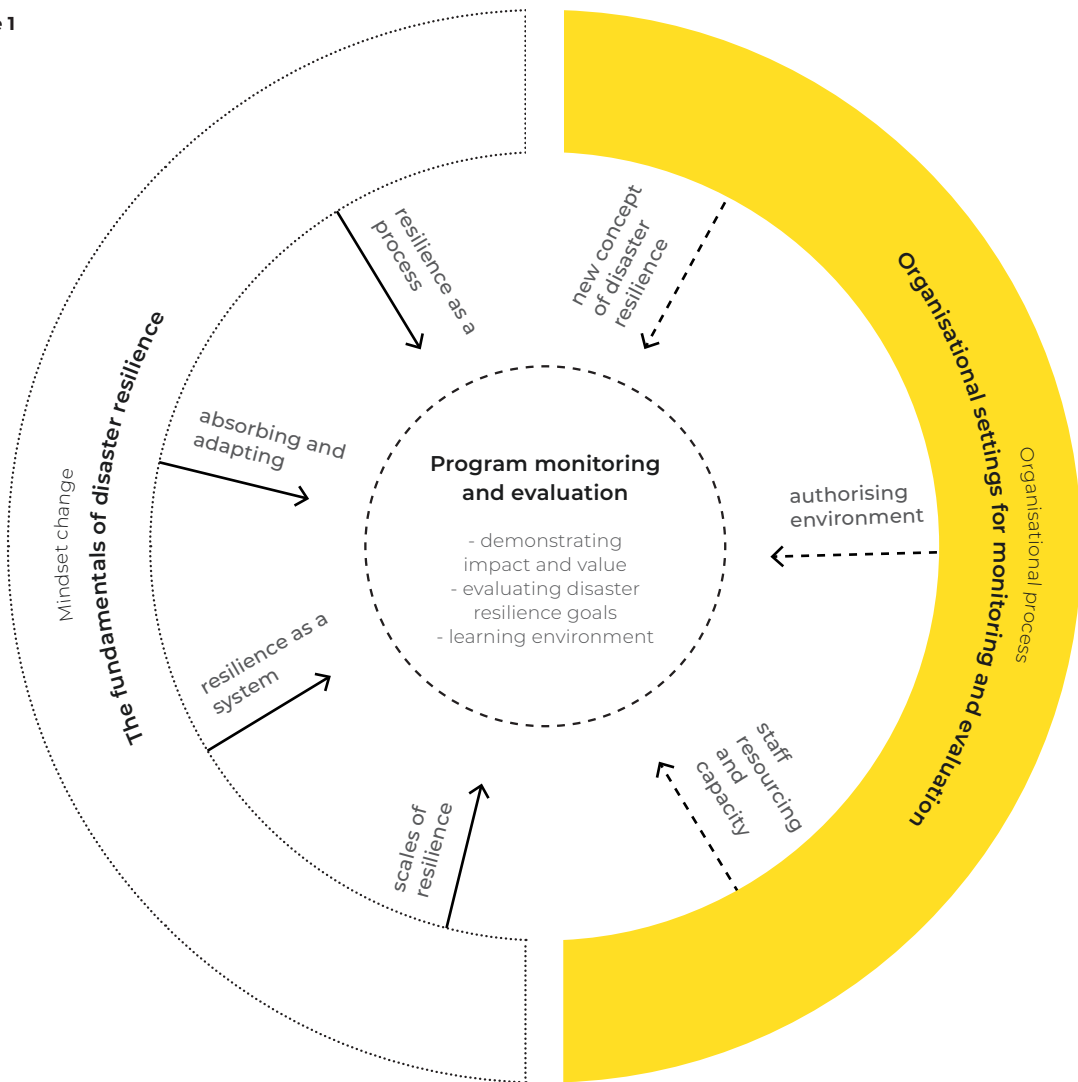 e 1
resilience as a
process
absorbing and
adapting
resilience as a
system
scales of
resilience
Mindset change
The fundamentals of disaster resilience
Program monitoring
and evaluation
- demonstrating
impact and value
- evaluating disaster
resilience goals
- learning environment
new concept
of disaster
resilience
authorising
environment
staff
resourcing
and
capacity
Organisational settings for monitoring and evaluation
Organisational process